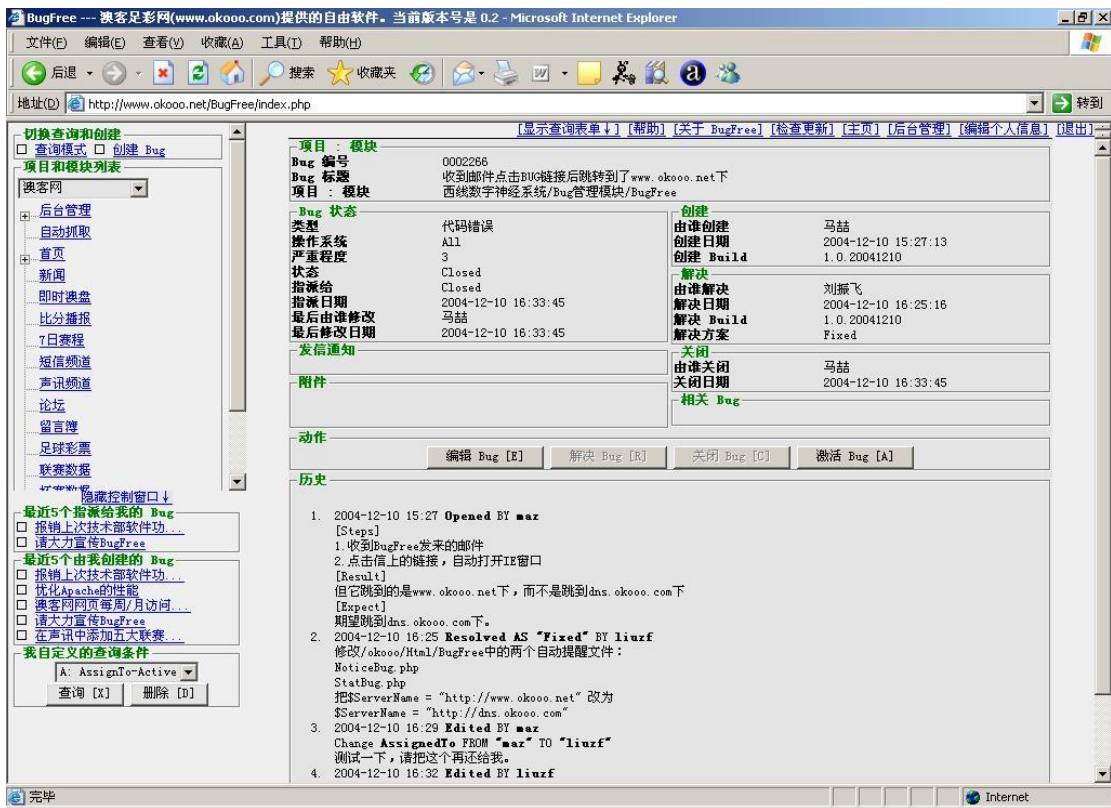 BugFree --- 澳客足彩网(www.okooo.com)提供的自由软件。当前版本号是 0.2 - Microsoft Internet Explorer
文件(F) 编辑(E) 查看(V) 收藏(A) 工具(T) 帮助(H)
后退 搜索 收藏夹
地址(D) http://www.okooo.net/BugFree/index.php 转到
[显示查询表单↓] [帮助] [关于 BugFree] [检查更新] [主页] [后台管理] [编辑个人信息] [退出]
切换查询和创建
查询模式 创建 Bug
项目和模块列表
澳客网
后台管理
自动抓取
首页
新闻
即时澳盘
比分播报
7日赛程
短信频道
声讯频道
论坛
留言簿
足球彩票
联赛数据
杯赛数据
隐藏控制窗口↓
最近5个指派给我的 Bug
报销上次技术部软件功...
请大力宣传BugFree
最近5个由我创建的 Bug
报销上次技术部软件功...
优化Apache的性能
澳客网网页每周/月访问...
请大力宣传BugFree
在声讯中添加五大联赛...
我自定义的查询条件
A: AssignTo-Active
查询 [X] 删除 [D]
项目 : 模块
Bug 编号 0002266
Bug 标题 收到邮件点击BUG链接后跳转到了www.okooo.net下
项目 : 模块 西线数字神经系统/Bug管理模块/BugFree
Bug 状态
类型 代码错误
操作系统 All
严重程度 3
状态 Closed
指派给 Closed
指派日期 2004-12-10 16:33:45
最后由谁修改 马喆
最后修改日期 2004-12-10 16:33:45
发信通知
附件
创建
由谁创建 马喆
创建日期 2004-12-10 15:27:13
创建 Build 1.0.20041210
解决
由谁解决 刘振飞
解决日期 2004-12-10 16:25:16
解决 Build 1.0.20041210
解决方案 Fixed
关闭
由谁关闭 马喆
关闭日期 2004-12-10 16:33:45
相关 Bug
动作
编辑 Bug [E] 解决 Bug [R] 关闭 Bug [C] 激活 Bug [A]
历史
1. 2004-12-10 15:27 Opened BY maz
[Steps]
1.收到BugFree发来的邮件
2.点击信上的链接，自动打开IE窗口
[Result]
但它跳到的是www.okooo.net下，而不是跳到dns.okooo.com下
[Expect]
期望跳到dns.okooo.com下。
2. 2004-12-10 16:25 Resolved AS "Fixed" BY liuzf
修改/okooo/Html/BugFree中的两个自动提醒文件：
NoticeBug.php
StatBug.php
把$ServerName = "http://www.okooo.net" 改为
$ServerName = "http://dns.okooo.com"
3. 2004-12-10 16:29 Edited BY maz
Change AssignedTo FROM "maz" TO "liuzf"
测试一下，请把这个再还给我。
4. 2004-12-10 16:32 Edited BY liuzf
完毕 Internet